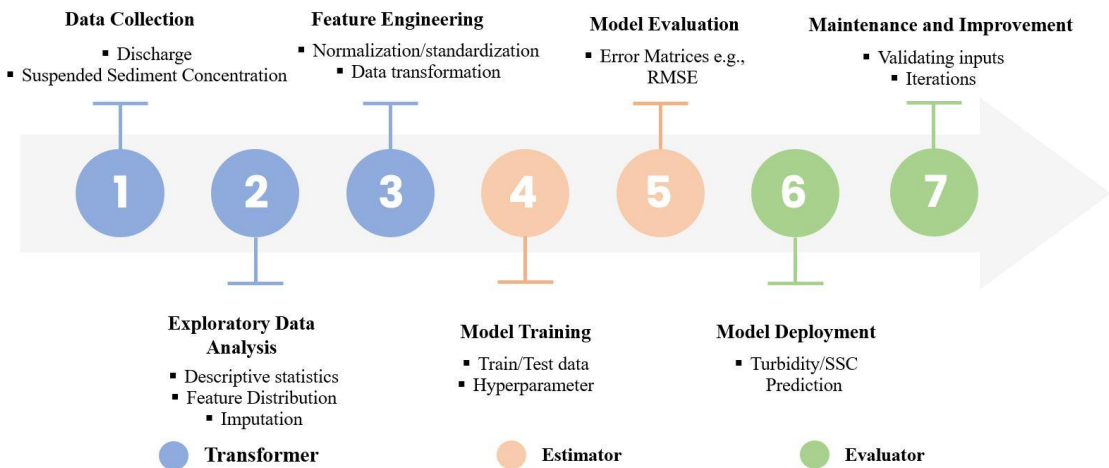 Data Collection
▪ Discharge
▪ Suspended Sediment Concentration
Feature Engineering
▪ Normalization/standardization
▪ Data transformation
Model Evaluation
▪ Error Matrices e.g.,
RMSE
Maintenance and Improvement
▪ Validating inputs
▪ Iterations
1
2
3
4
5
6
7
Exploratory Data
Analysis
▪ Descriptive statistics
▪ Feature Distribution
▪ Imputation
Model Training
▪ Train/Test data
▪ Hyperparameter
Model Deployment
▪ Turbidity/SSC
Prediction
Transformer
Estimator
Evaluator